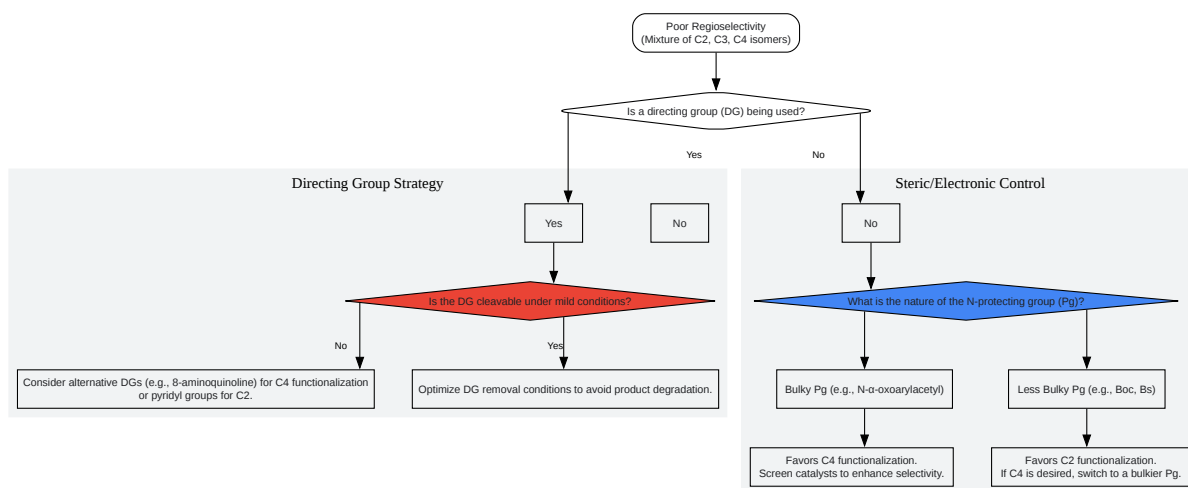 Poor Regioselectivity
(Mixture of C2, C3, C4 isomers)
Is a directing group (DG) being used?
Yes
No
Directing Group Strategy
Steric/Electronic Control
Yes
No
No
Is the DG cleavable under mild conditions?
What is the nature of the N-protecting group (Pg)?
No
Yes
Consider alternative DGs (e.g., 8-aminoquinoline) for C4 functionalization
or pyridyl groups for C2.
Optimize DG removal conditions to avoid product degradation.
Bulky Pg (e.g., N-α-oxoarylacetyl)
Less Bulky Pg (e.g., Boc, Bs)
Favors C4 functionalization.
Screen catalysts to enhance selectivity.
Favors C2 functionalization.
If C4 is desired, switch to a bulkier Pg.